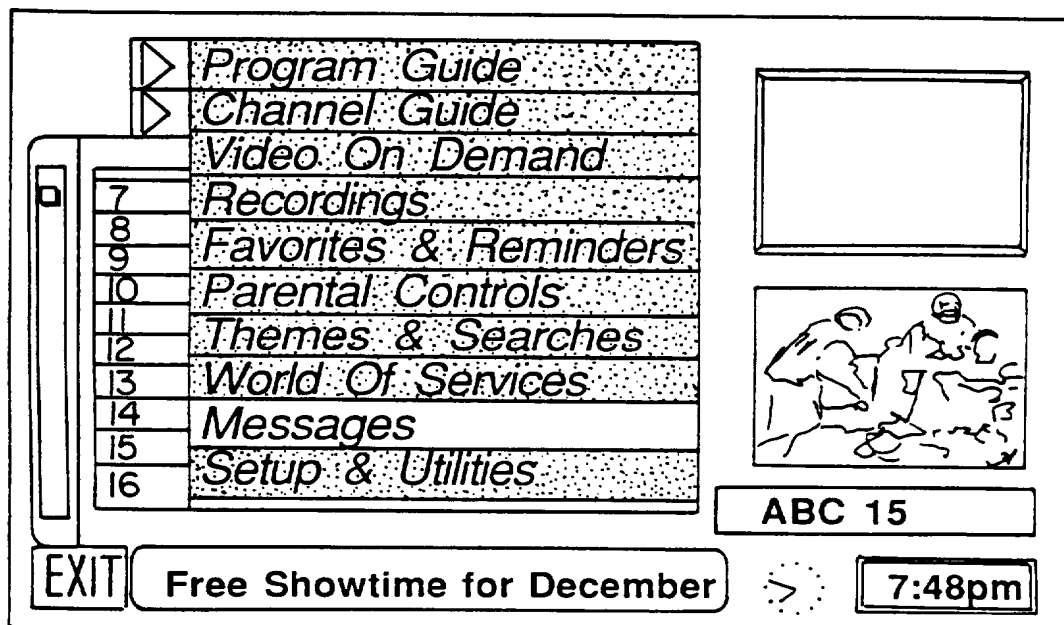 Program Guide
Channel Guide
Video On Demand
7 Recordings
8
9 Favorites & Reminders
10 Parental Controls
11
12 Themes & Searches
13 World Of Services
14 Messages
15
16 Setup & Utilities
ABC 15
EXIT Free Showtime for December 7:48pm